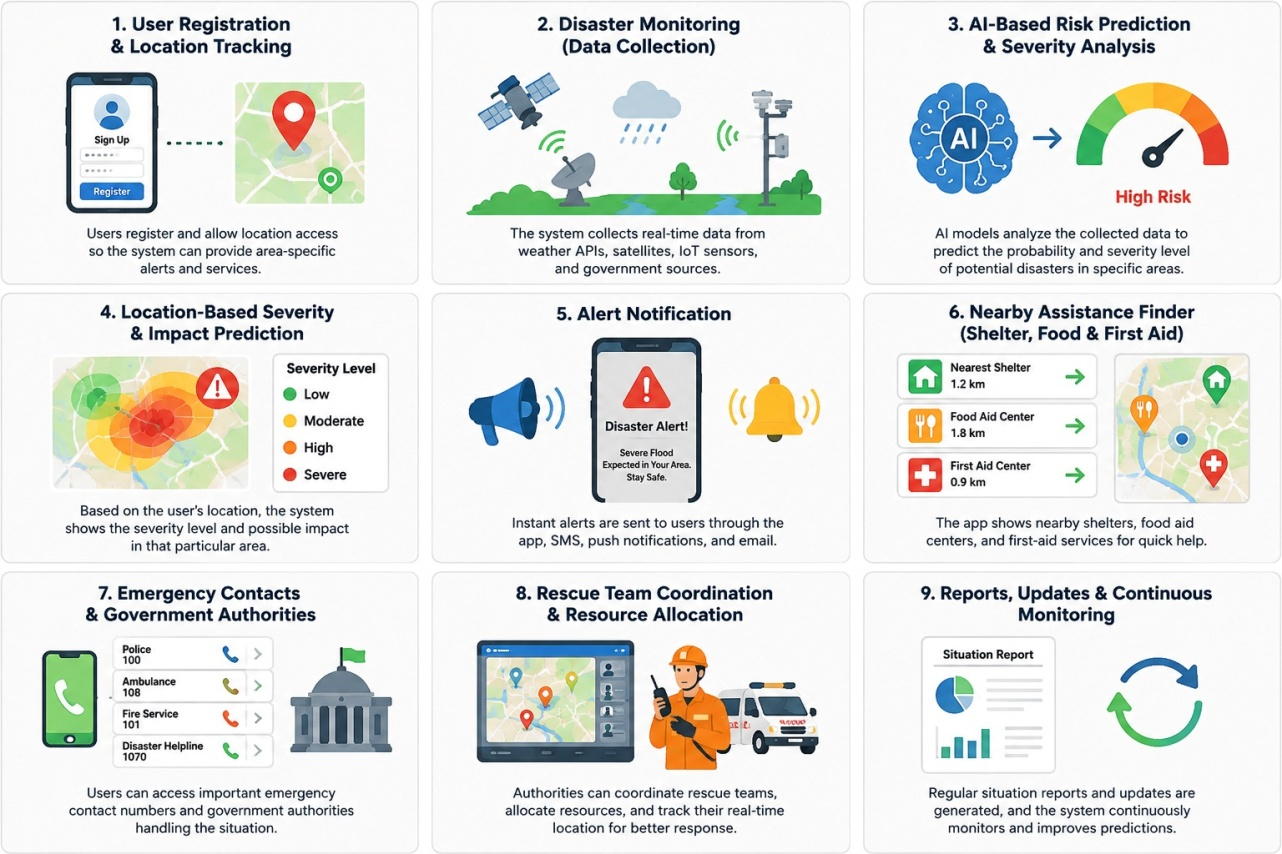 1. User Registration
& Location Tracking
Sign Up
Register
Users register and allow location access
so the system can provide area-specific
alerts and services.
2. Disaster Monitoring
(Data Collection)
The system collects real-time data from
weather APIs, satellites, IoT sensors,
and government sources.
3. AI-Based Risk Prediction
& Severity Analysis
AI
High Risk
AI models analyze the collected data to
predict the probability and severity level
of potential disasters in specific areas.
4. Location-Based Severity
& Impact Prediction
Severity Level
Low
Moderate
High
Severe
Based on the user's location, the system
shows the severity level and possible impact
in that particular area.
5. Alert Notification
Disaster Alert!
Severe Flood
Expected in Your Area.
Stay Safe.
Instant alerts are sent to users through the
app, SMS, push notifications, and email.
6. Nearby Assistance Finder
(Shelter, Food & First Aid)
Nearest Shelter
1.2 km
Food Aid Center
1.8 km
First Aid Center
0.9 km
The app shows nearby shelters, food aid
centers, and first-aid services for quick help.
7. Emergency Contacts
& Government Authorities
Police
100
Ambulance
108
Fire Service
101
Disaster Helpline
1070
Users can access important emergency
contact numbers and government authorities
handling the situation.
8. Rescue Team Coordination
& Resource Allocation
Authorities can coordinate rescue teams,
allocate resources, and track their real-time
location for better response.
9. Reports, Updates & Continuous
Monitoring
Situation Report
Regular situation reports and updates are
generated, and the system continuously
monitors and improves predictions.